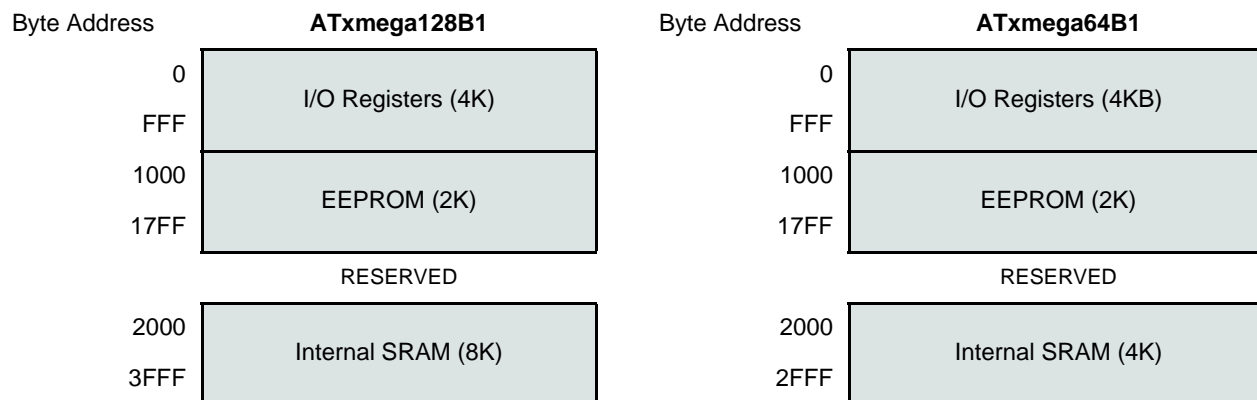 Byte Address ATxmega128B1 Byte Address ATxmega64B1
0 I/O Registers (4K) 0 I/O Registers (4KB)
FFF FFF
1000 EEPROM (2K) 1000 EEPROM (2K)
17FF 17FF
RESERVED RESERVED
2000 Internal SRAM (8K) 2000 Internal SRAM (4K)
3FFF 2FFF